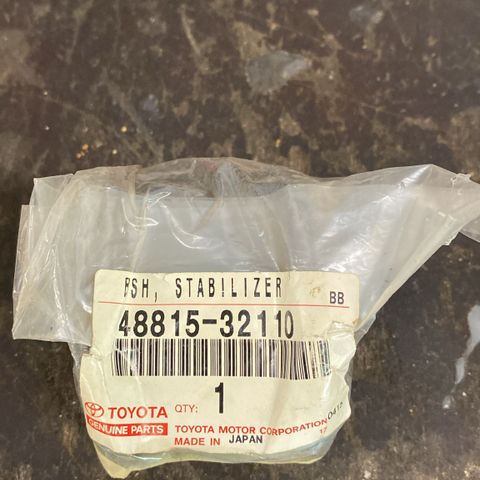 BSH, STABILIZER
BB
48815-32110
1
TOYOTA QTY:
GENUINE PARTS
TOYOTA MOTOR CORPORATION
MADE IN JAPAN